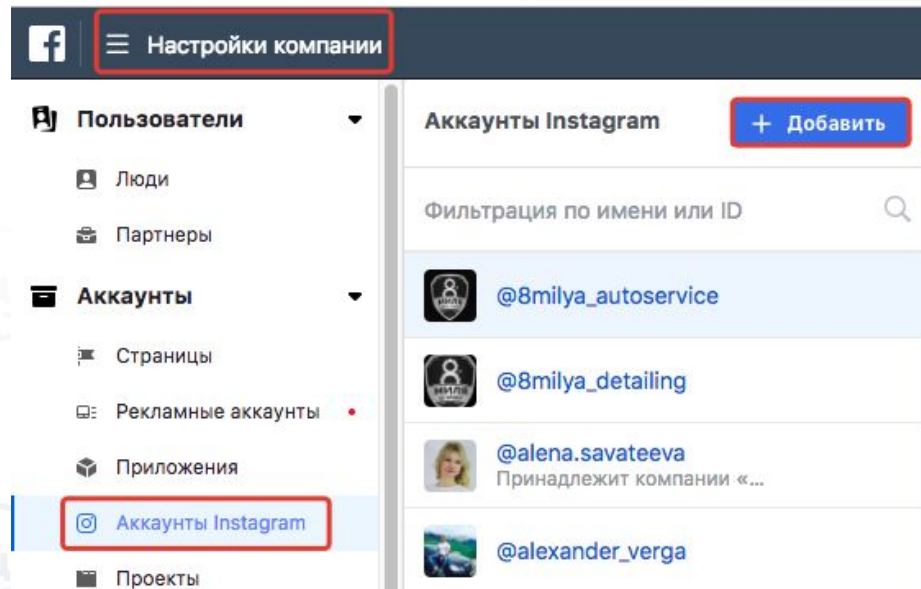 Настройки компании
Пользователи
Люди
Партнеры
Аккаунты
Страницы
Рекламные аккаунты
Приложения
Аккаунты Instagram
Проекты
Аккаунты Instagram
+ Добавить
Фильтрация по имени или ID
@8milya_autoservice
@8milya_detailing
@alena.savateeva
Принадлежит компании «...
@alexander_verga